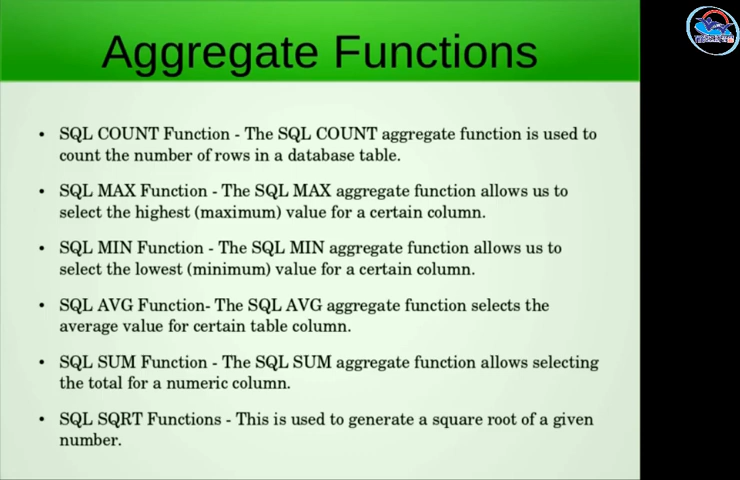 Aggregate Functions
• SQL COUNT Function - The SQL COUNT aggregate function is used to
count the number of rows in a database table.
• SQL MAX Function - The SQL MAX aggregate function allows us to
select the highest (maximum) value for a certain column.
• SQL MIN Function - The SQL MIN aggregate function allows us to
select the lowest (minimum) value for a certain column.
• SQL AVG Function- The SQL AVG aggregate function selects the
average value for certain table column.
• SQL SUM Function - The SQL SUM aggregate function allows selecting
the total for a numeric column.
• SQL SQRT Functions - This is used to generate a square root of a given
number.